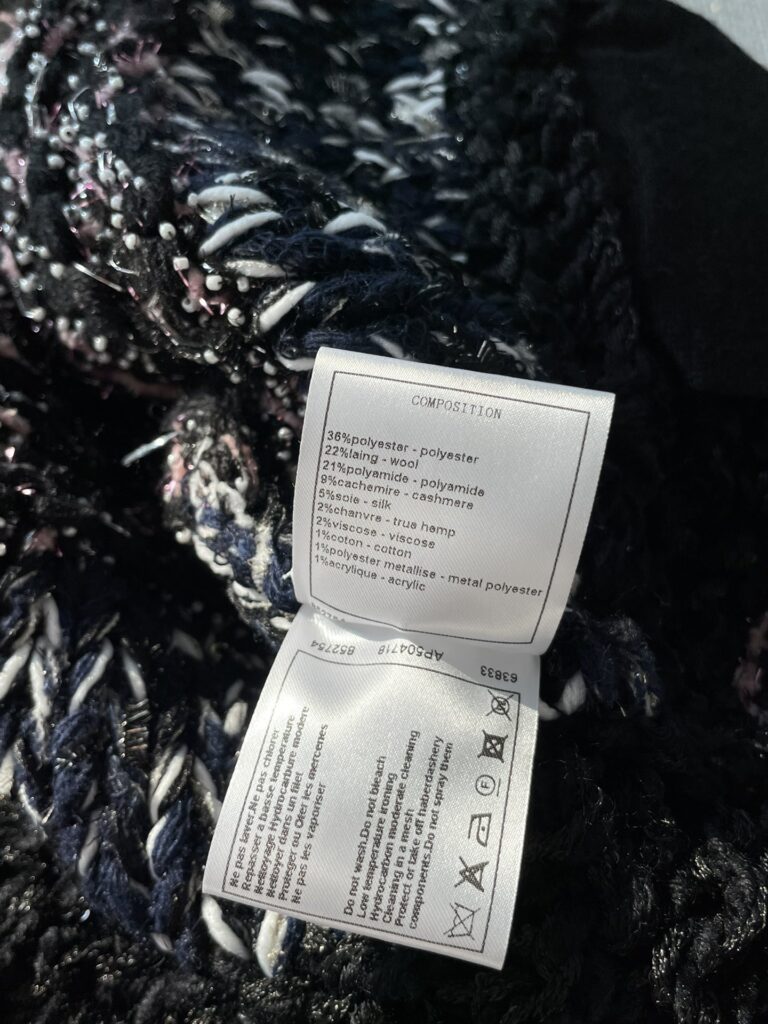 COMPOSITION
36%polyester - polyester
22%laing - wool
21%polyamide - polyamide
8%cachemire - cashmere
5%soie - silk
2%chanvre - true hemp
2%viscose - viscose
1%coton - cotton
1%polyester metallise - metal polyester
1%acrylique - acrylic
63833 AP504718 852754
Ne pas laver.Ne pas chlorer
Repasser a basse temperature
Nettoyage Hydrocarbure modere
Nettoyer dans un filet
Proteger ou Oter les merceries
Ne pas les vaporiser
Do not wash.Do not bleach
Low temperature ironing
Hydrocarbon moderate cleaning
Cleaning in a mesh
Protect or take off haberdashery
components.Do not spray them
F